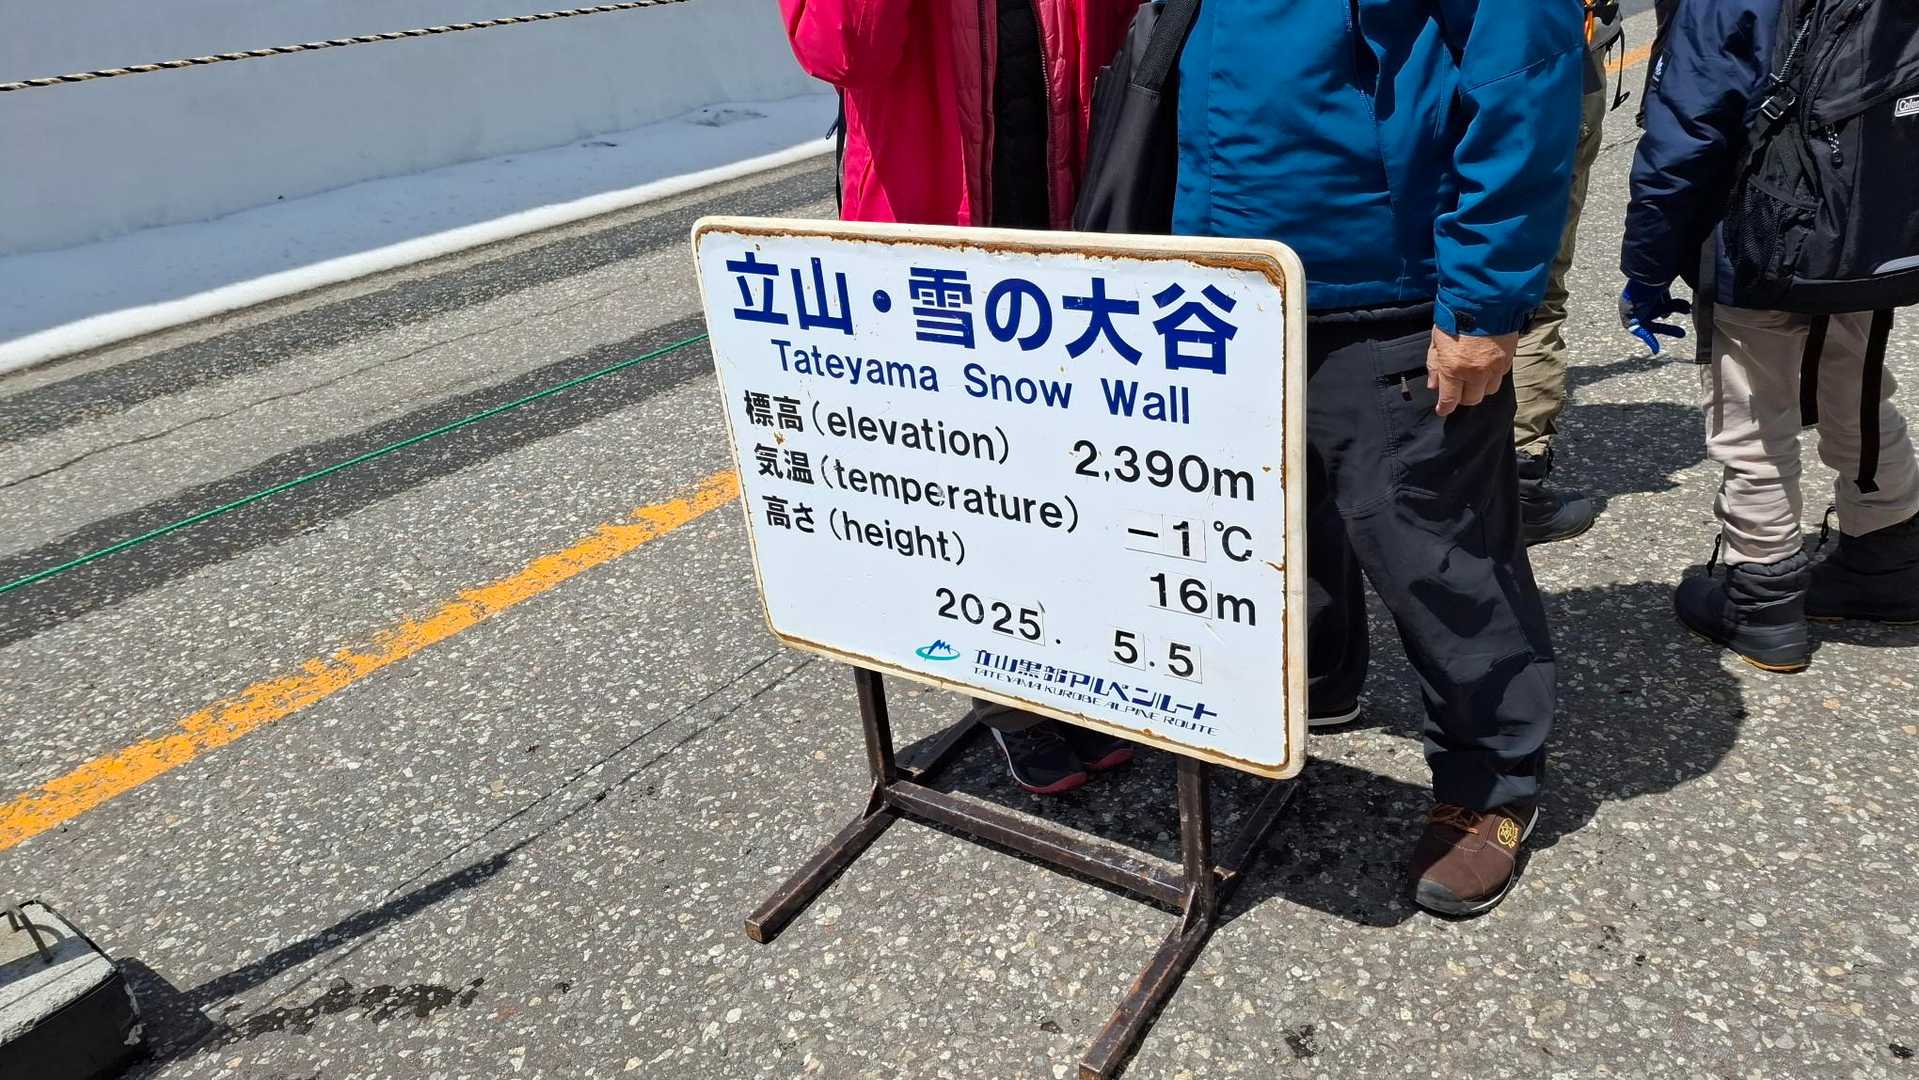 立山・雪の大谷
Tateyama Snow Wall
標高(elevation) 2,390m
気温(temperature) -1℃
高さ(height) 16m
2025. 5.5
立山黒部アルペンルート
TATEYAMA KUROBE ALPINE ROUTE